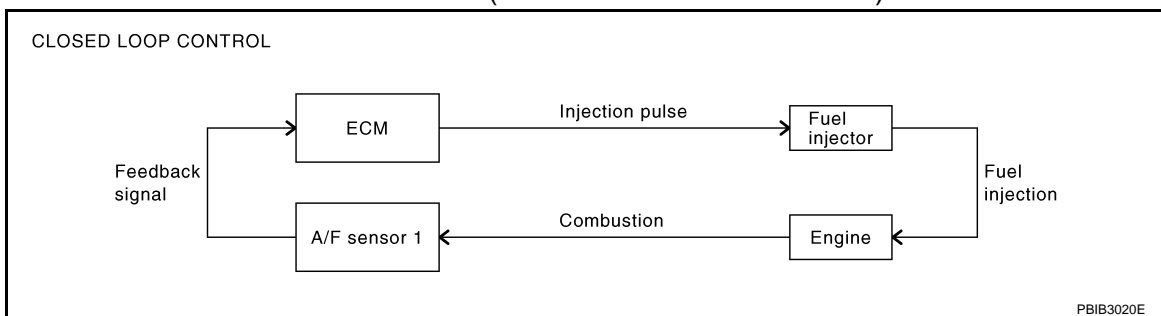 CLOSED LOOP CONTROL
ECM
Injection pulse
Fuel
injector
Feedback
signal
Fuel
injection
A/F sensor 1
Combustion
Engine
PBIB3020E